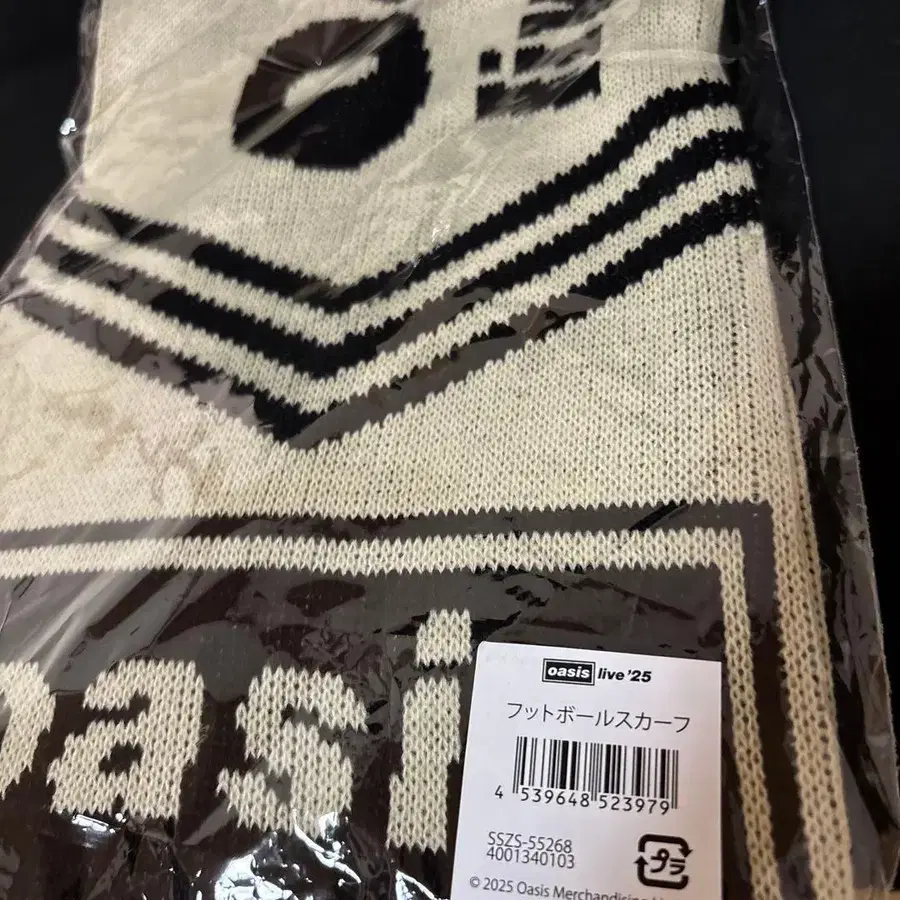 oasi
oasis live '25
フットボールスカーフ
4 539648 523979
SSZS-55268
4001340103
プラ
© 2025 Oasis Merchandising